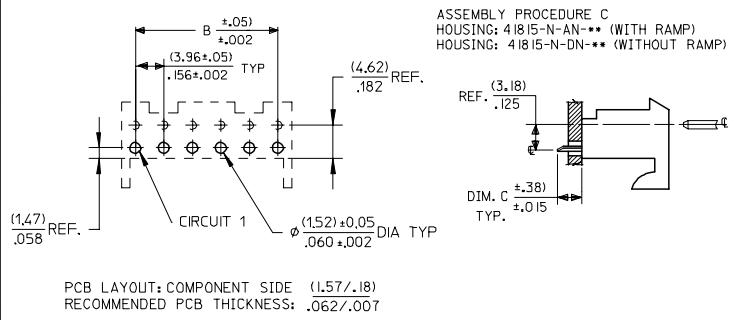 B ±.05)
±.002
(3.96±.05)
.156±.002 TYP
(4.62)
.182 REF.
(1.47)
.058 REF.
CIRCUIT 1
ø (1.52)±0.05
.060±.002 DIA TYP
PCB LAYOUT: COMPONENT SIDE (1.57/.18)
RECOMMENDED PCB THICKNESS: .062/.007
ASSEMBLY PROCEDURE C
HOUSING: 41815-N-AN-** (WITH RAMP)
HOUSING: 41815-N-DN-** (WITHOUT RAMP)
REF. (3.18)
.125
DIM. C ±.38)
TYP. ±.015